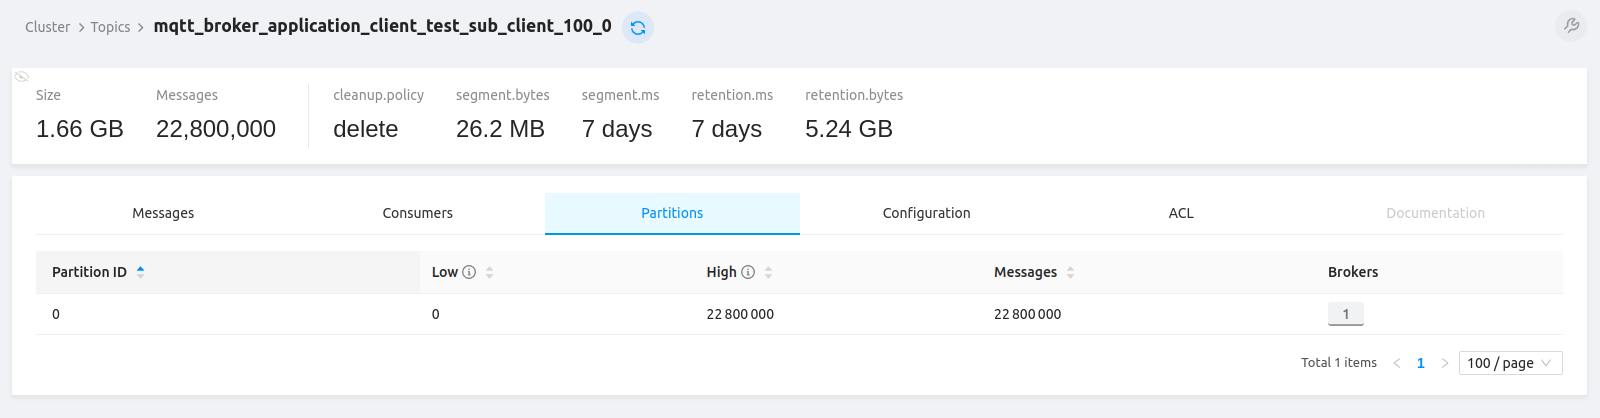 Cluster > Topics > mqtt_broker_application_client_test_sub_client_100_0
Size Messages cleanup.policy segment.bytes segment.ms retention.ms retention.bytes
1.66 GB 22,800,000 delete 26.2 MB 7 days 7 days 5.24 GB
Messages Consumers Partitions Configuration ACL Documentation
Partition ID Low High Messages Brokers
0 0 22 800 000 22 800 000 1
Total 1 items < 1 > 100 / page